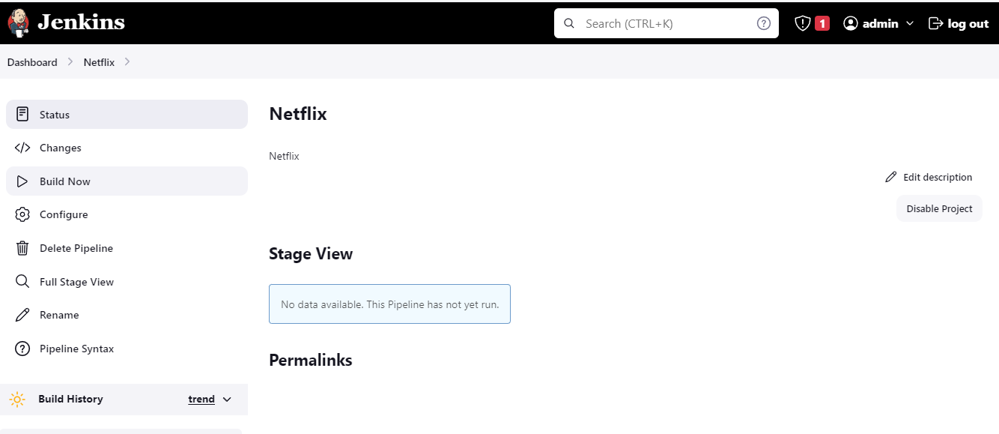 Jenkins
Search (CTRL+K)
?
1
admin
log out
Dashboard
Netflix
Status
Changes
Build Now
Configure
Delete Pipeline
Full Stage View
Rename
Pipeline Syntax
Build History
trend
Netflix
Netflix
Edit description
Disable Project
Stage View
No data available. This Pipeline has not yet run.
Permalinks